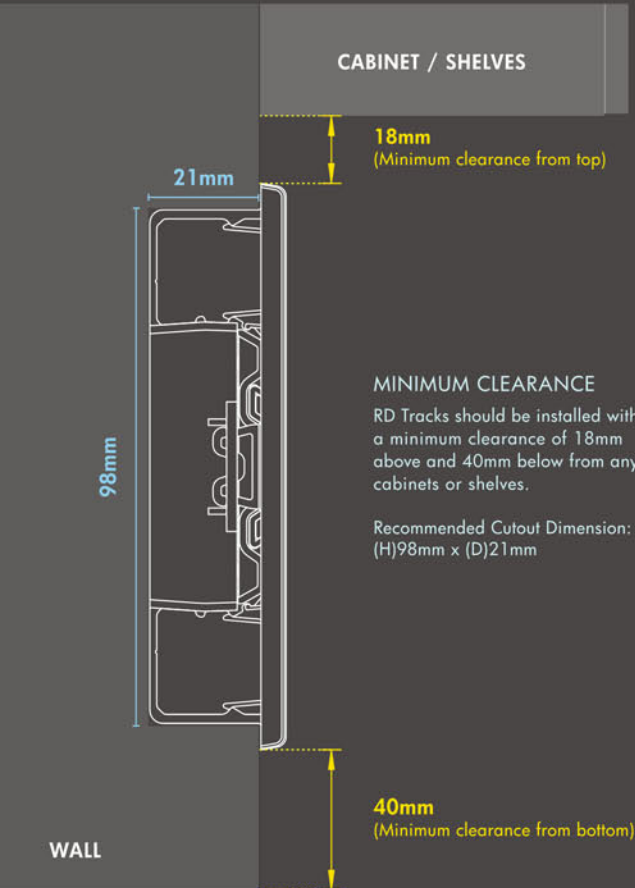 CABINET / SHELVES
18mm
(Minimum clearance from top)
21mm
98mm
MINIMUM CLEARANCE
RD Tracks should be installed with
a minimum clearance of 18mm
above and 40mm below from any
cabinets or shelves.
Recommended Cutout Dimension:
(H)98mm x (D)21mm
40mm
(Minimum clearance from bottom)
WALL